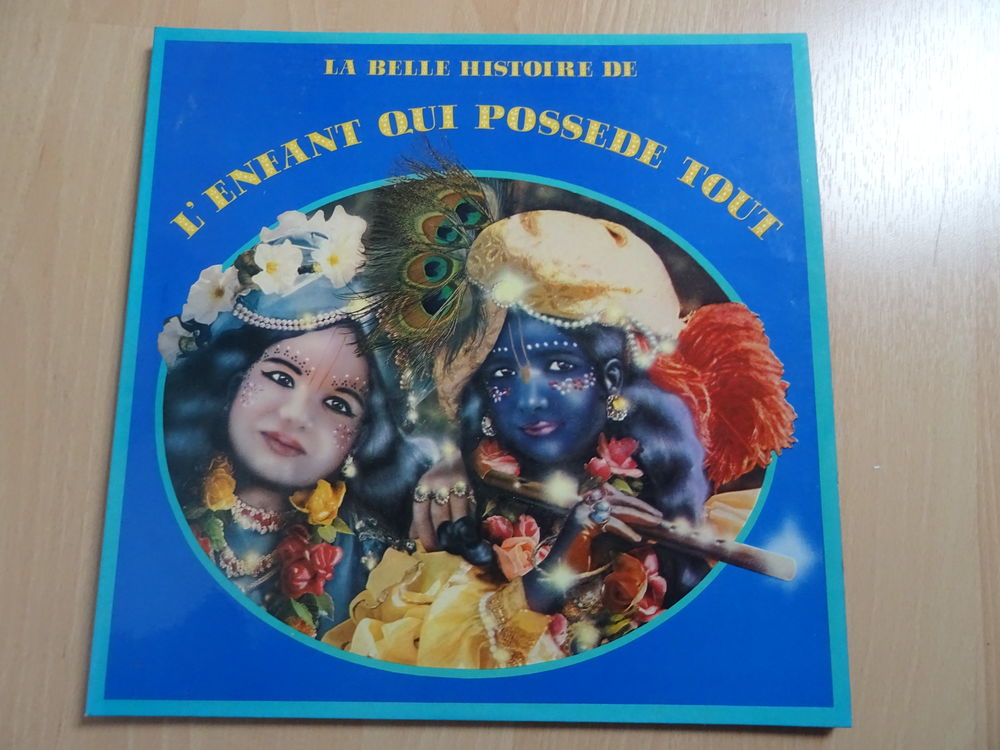 LA BELLE HISTOIRE DE
L'ENFANT QUI POSSEDE TOUT